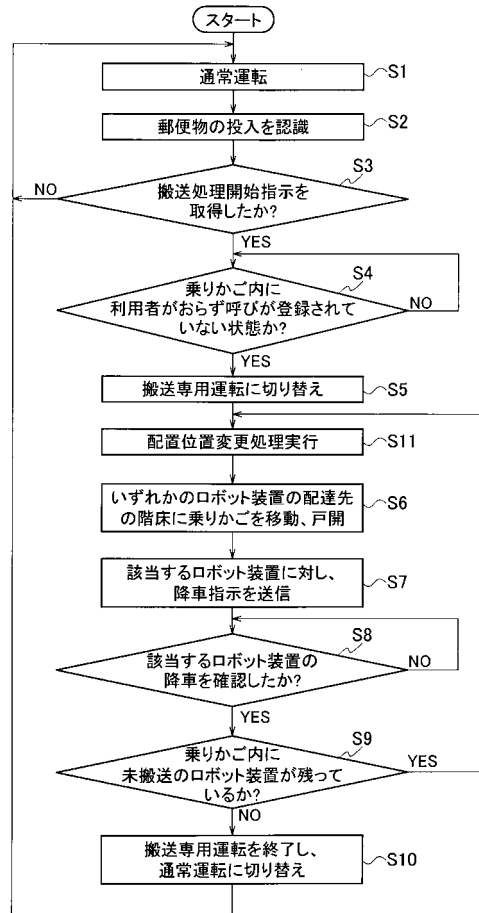 スタート
通常運転
S1
郵便物の投入を認識
S2
S3
搬送処理開始指示を
取得したか?
NO
YES
S4
乗りかご内に
利用者がおらず呼びが登録されて
いない状態か?
NO
YES
搬送専用運転に切り替え
S5
配置位置変更処理実行
S11
いずれかのロボット装置の配達先
の階床に乗りかごを移動、戸開
S6
該当するロボット装置に対し、
降車指示を送信
S7
S8
該当するロボット装置の
降車を確認したか?
NO
YES
S9
乗りかご内に
未搬送のロボット装置が残って
いるか?
YES
NO
搬送専用運転を終了し、
通常運転に切り替え
S10